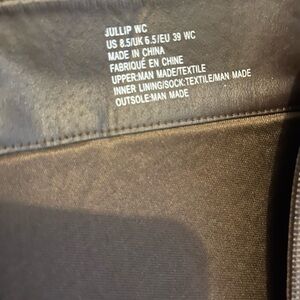 JULLIP WC
US 8.5/UK 6.5/EU 39 WC
MADE IN CHINA
FABRIQUÉ EN CHINE
UPPER:MAN MADE/TEXTILE
INNER LINING/SOCK:TEXTILE/MAN MADE
OUTSOLE:MAN MADE